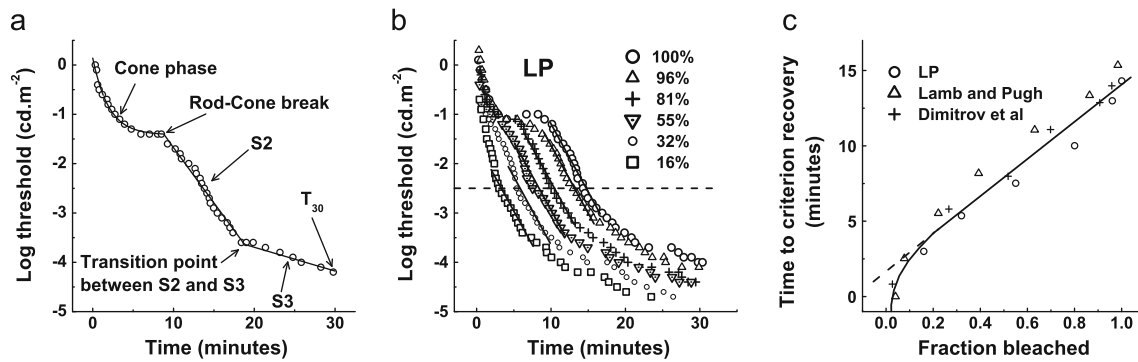 a
Log threshold (cd.m-2)
0
-1
-2
-3
-4
-5
Cone phase
Rod-Cone break
S2
T30
Transition point
between S2 and S3
S3
0 10 20 30
Time (minutes)
b
Log threshold (cd.m-2)
0
-1
-2
-3
-4
-5
LP
100%
96%
81%
55%
32%
16%
0 10 20 30
Time (minutes)
c
Time to criterion recovery
(minutes)
15
10
5
0
LP
Lamb and Pugh
Dimitrov et al
0.0 0.2 0.4 0.6 0.8 1.0
Fraction bleached